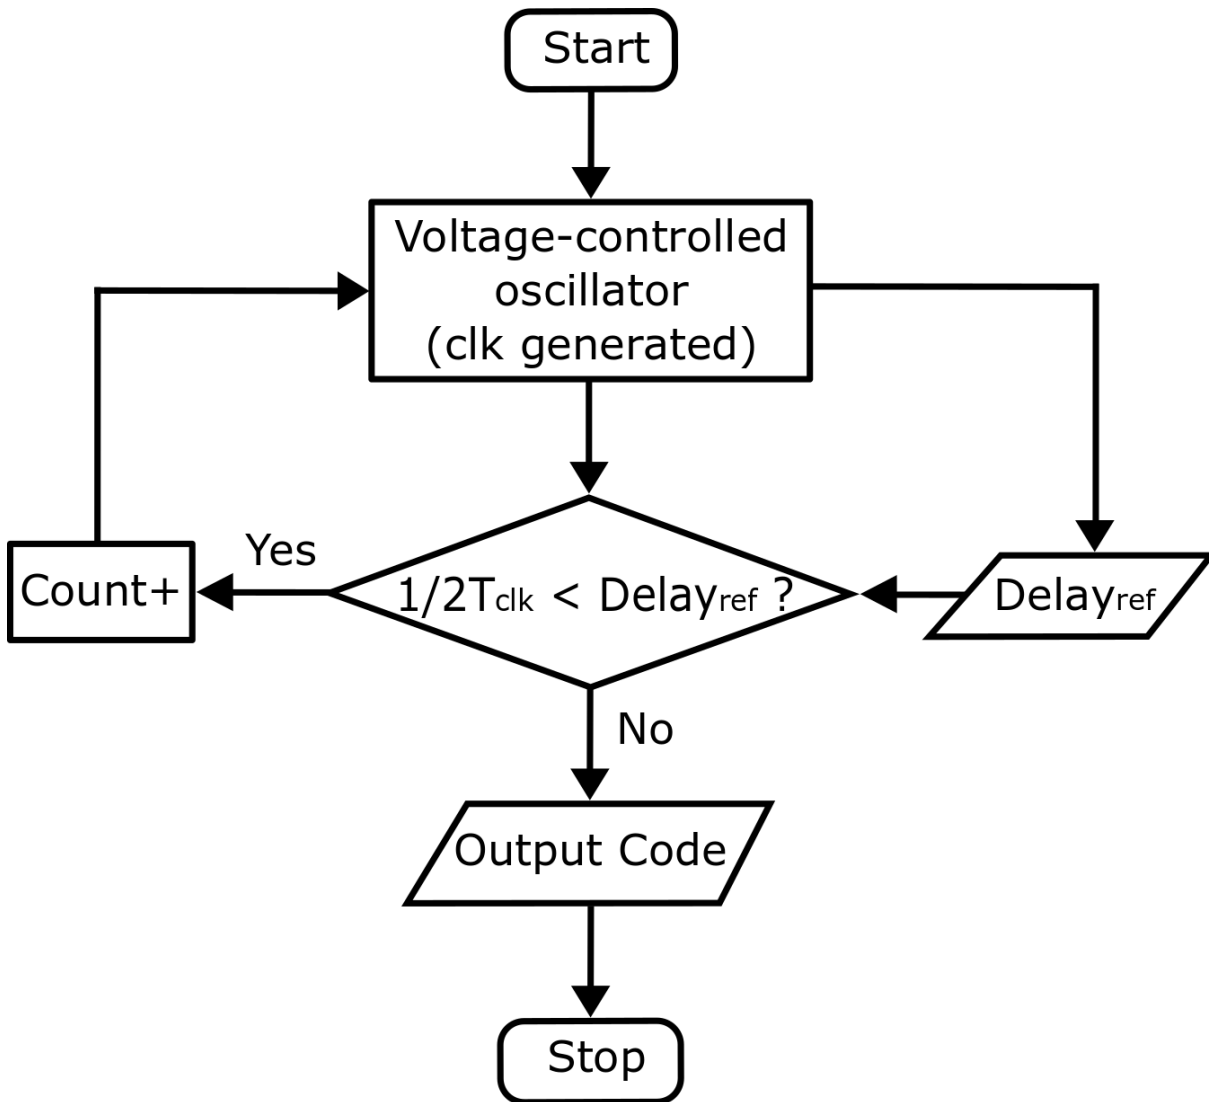 Start
Voltage-controlled
oscillator
(clk generated)
Yes
Count+
1/2Tclk < Delayref ?
Delayref
No
Output Code
Stop